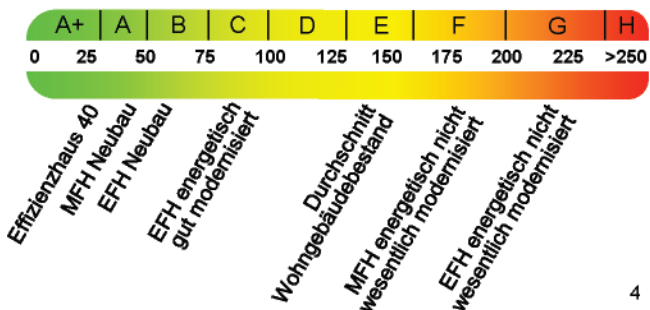 A+ A B C D E F G H
0 25 50 75 100 125 150 175 200 225 >250
Effizienzhaus 40
MFH Neubau
EFH Neubau
EFH energetisch
gut modernisiert
Durchschnitt
Wohngebäudebestand
MFH energetisch nicht
wesentlich modernisiert
EFH energetisch nicht
wesentlich modernisiert
4